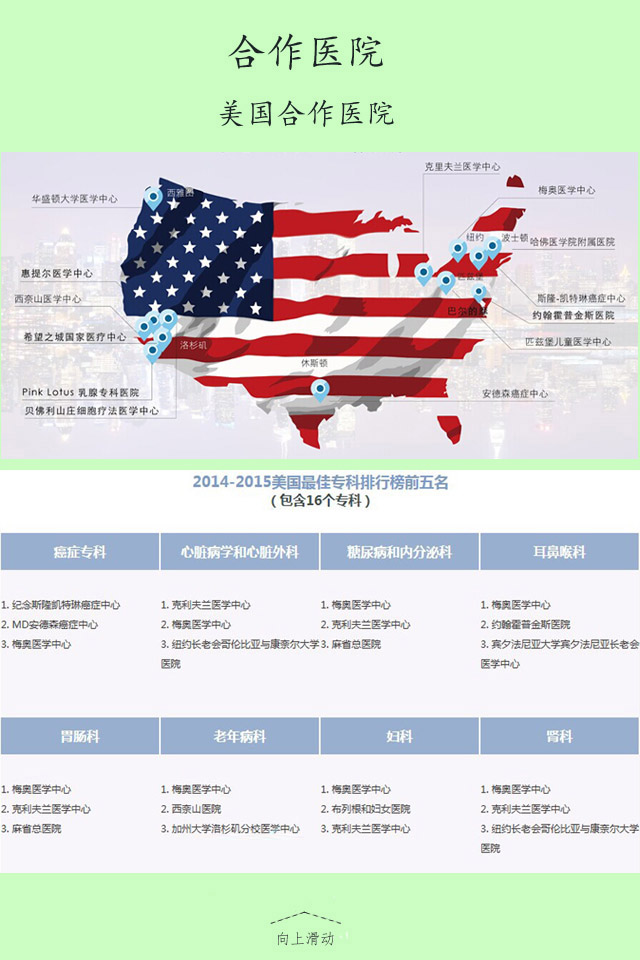 合作医院
美国合作医院
克里夫兰医学中心
西雅图
梅奥医学中心
华盛顿大学医学中心
纽约
波士顿
哈佛医学院附属医院
惠提尔医学中心
匹兹堡
西奈山医学中心
斯隆-凯特琳癌症中心
巴尔的摩
约翰霍普金斯医院
希望之城国家医疗中心
洛杉矶
匹兹堡儿童医学中心
休斯顿
Pink Lotus 乳腺专科医院
安德森癌症中心
贝佛利山庄细胞疗法医学中心
2014-2015美国最佳专科排行榜前五名
（包含16个专科）
癌症专科
心脏病学和心脏外科
糖尿病和内分泌科
耳鼻喉科
1. 纪念斯隆凯特琳癌症中心
2. MD安德森癌症中心
3. 梅奥医学中心
1. 克利夫兰医学中心
2. 梅奥医学中心
3. 纽约长老会哥伦比亚与康奈尔大学
医院
1. 梅奥医学中心
2. 克利夫兰医学中心
3. 麻省总医院
1. 梅奥医学中心
2. 约翰霍普金斯医院
3. 宾夕法尼亚大学宾夕法尼亚长老会
医学中心
胃肠科
老年病科
妇科
肾科
1. 梅奥医学中心
2. 克利夫兰医学中心
3. 麻省总医院
1. 梅奥医学中心
2. 西奈山医院
3. 加州大学洛杉矶分校医学中心
1. 梅奥医学中心
2. 布列根和妇女医院
3. 克利夫兰医学中心
1. 梅奥医学中心
2. 克利夫兰医学中心
3. 纽约长老会哥伦比亚与康奈尔大学
医院
向上滑动